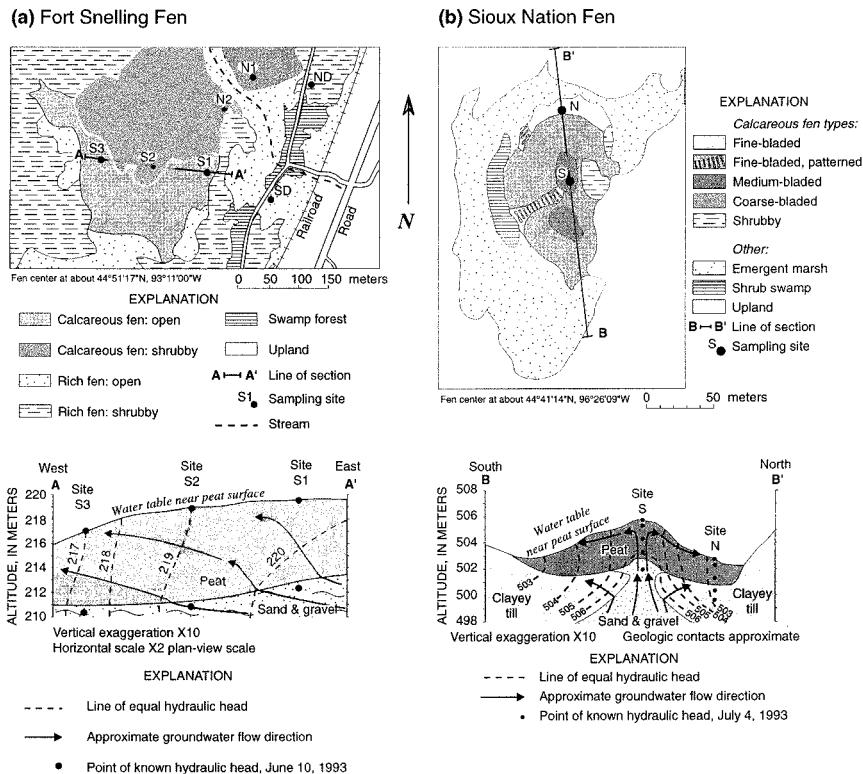 (a) Fort Snelling Fen
N1
ND
N2
S3
A
S2
S1
A'
SD
Railroad
Road
N
Fen center at about 44°51'17"N, 93°11'00"W
0 50 100 150 meters
EXPLANATION
Calcareous fen: open
Calcareous fen: shrubby
Rich fen: open
Rich fen: shrubby
Swamp forest
Upland
A A' Line of section
S1 Sampling site
Stream
West
A
Site
S3
Site
S2
Site
S1
East
A'
Water table near peat surface
ALTITUDE, IN METERS
220
218
216
214
212
210
217
218
219
220
Peat
Sand & gravel
Vertical exaggeration X10
Horizontal scale X2 plan-view scale
EXPLANATION
Line of equal hydraulic head
Approximate groundwater flow direction
Point of known hydraulic head, June 10, 1993
(b) Sioux Nation Fen
B'
N
S
B
Fen center at about 44°41'14"N, 96°26'09"W
0 50 meters
EXPLANATION
Calcareous fen types:
Fine-bladed
Fine-bladed, patterned
Medium-bladed
Coarse-bladed
Shrubby
Other:
Emergent marsh
Shrub swamp
Upland
B B' Line of section
S Sampling site
South
B
Site
S
Site
N
North
B'
Water table
near peat surface
ALTITUDE, IN METERS
508
506
504
502
500
498
Peat
503
504
505
506
Clayey
till
Sand & gravel
503
504
Clayey
till
Vertical exaggeration X10
Geologic contacts approximate
EXPLANATION
Line of equal hydraulic head
Approximate groundwater flow direction
Point of known hydraulic head, July 4, 1993